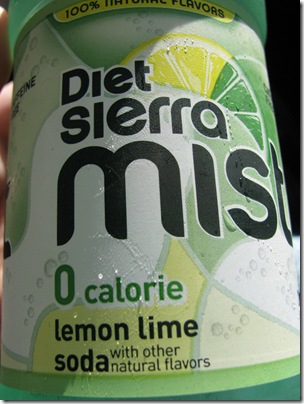 100% NATURAL FLAVORS
Diet
sierra
mist
0 calorie
lemon lime
soda with other
natural flavors